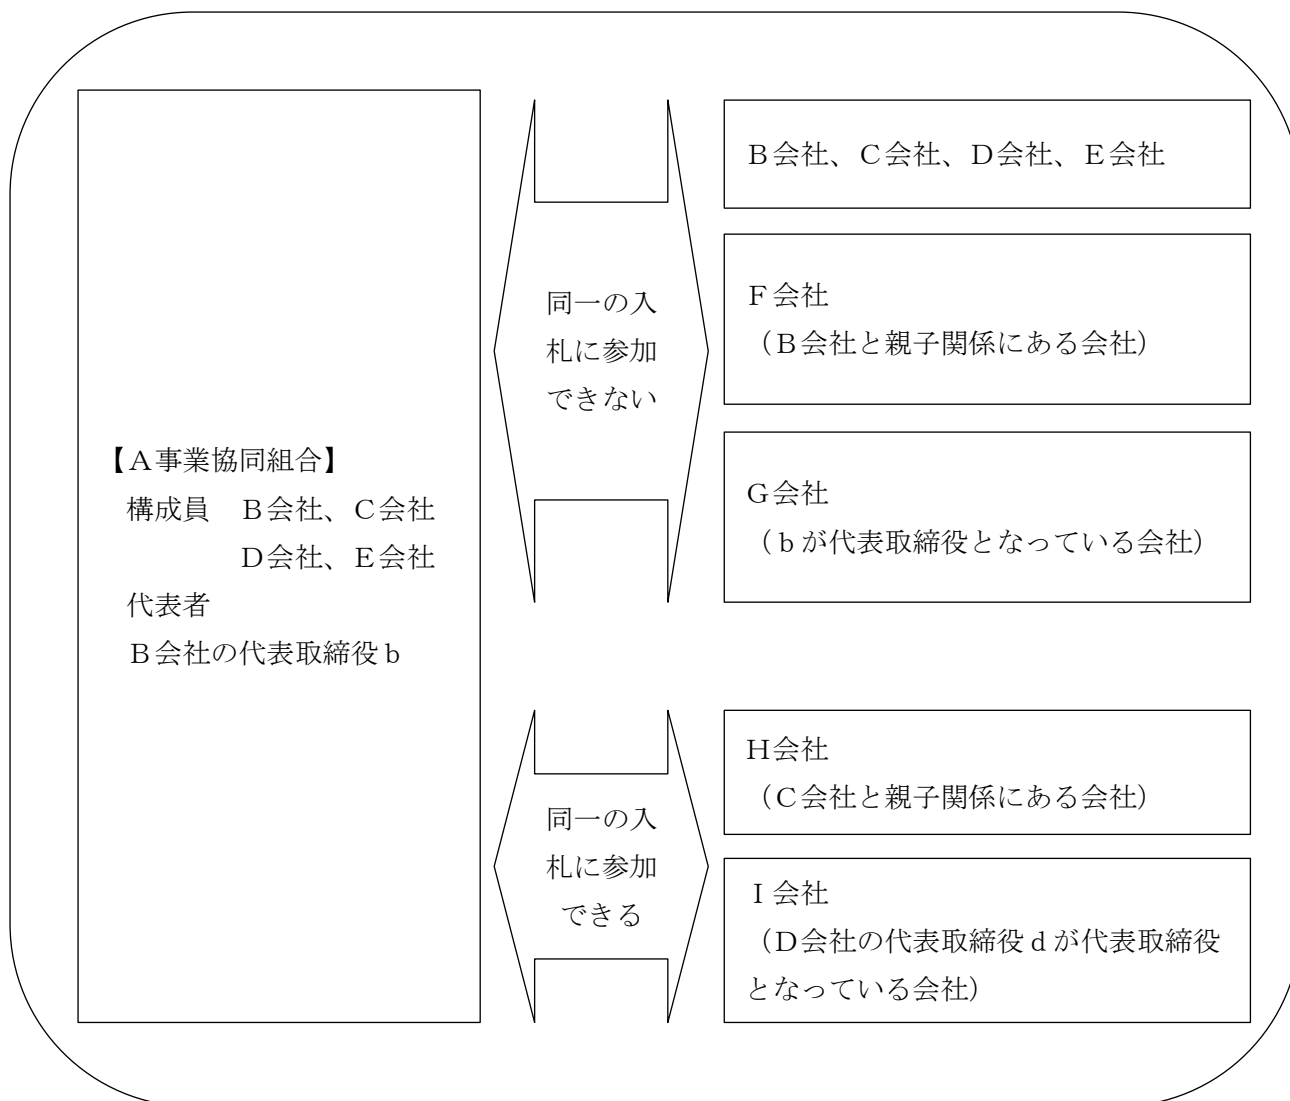 【Ａ事業協同組合】
構成員　Ｂ会社、Ｃ会社
Ｄ会社、Ｅ会社
代表者
Ｂ会社の代表取締役ｂ
同一の入
札に参加
できない
Ｂ会社、Ｃ会社、Ｄ会社、Ｅ会社
Ｆ会社
（Ｂ会社と親子関係にある会社）
Ｇ会社
（ｂが代表取締役となっている会社）
同一の入
札に参加
できる
Ｈ会社
（Ｃ会社と親子関係にある会社）
Ｉ会社
（Ｄ会社の代表取締役ｄが代表取締役
となっている会社）